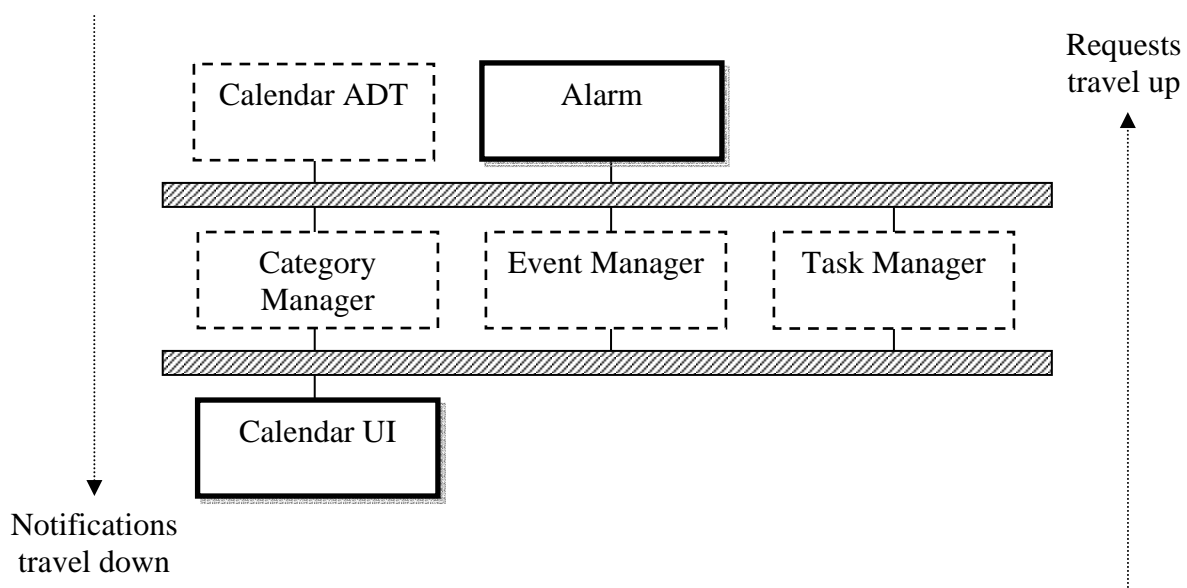 Requests
travel up
Calendar ADT
Alarm
Category
Manager
Event Manager
Task Manager
Calendar UI
Notifications
travel down